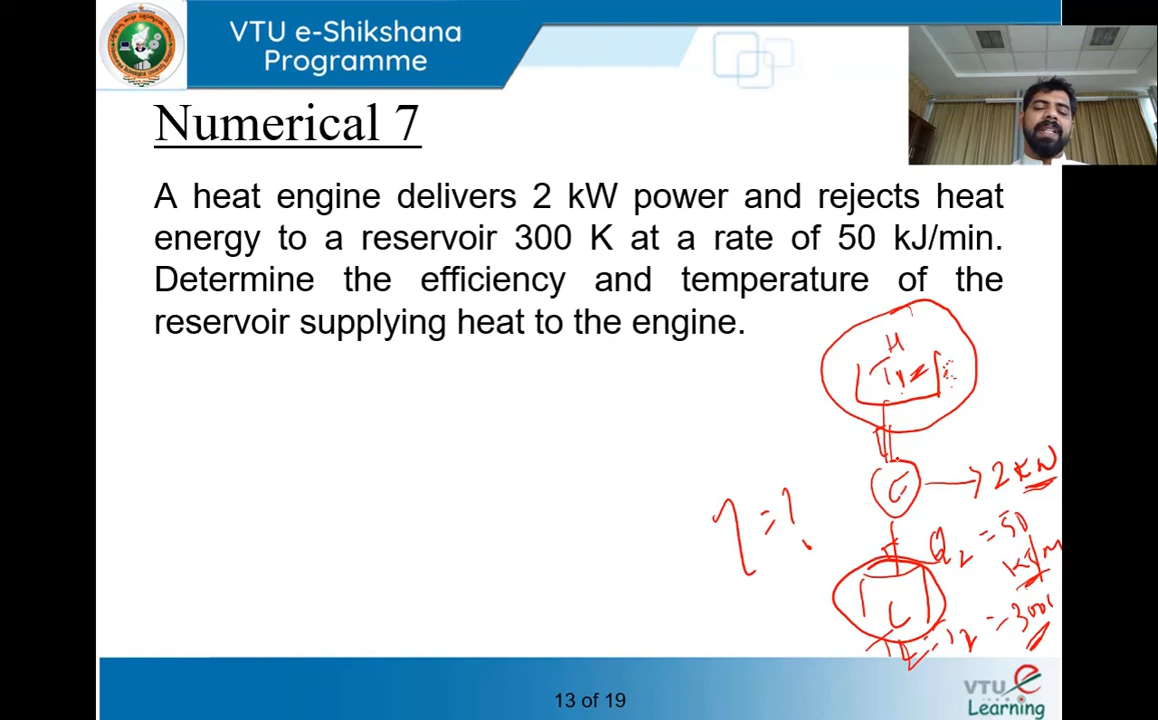 VTU e-Shikshana
Programme
Numerical 7
A heat engine delivers 2 kW power and rejects heat
energy to a reservoir 300 K at a rate of 50 kJ/min.
Determine the efficiency and temperature of the
reservoir supplying heat to the engine.
H
E
→ 2 KW
η = ?
Q2 = 50
L
13 of 19
VTU e
Learning